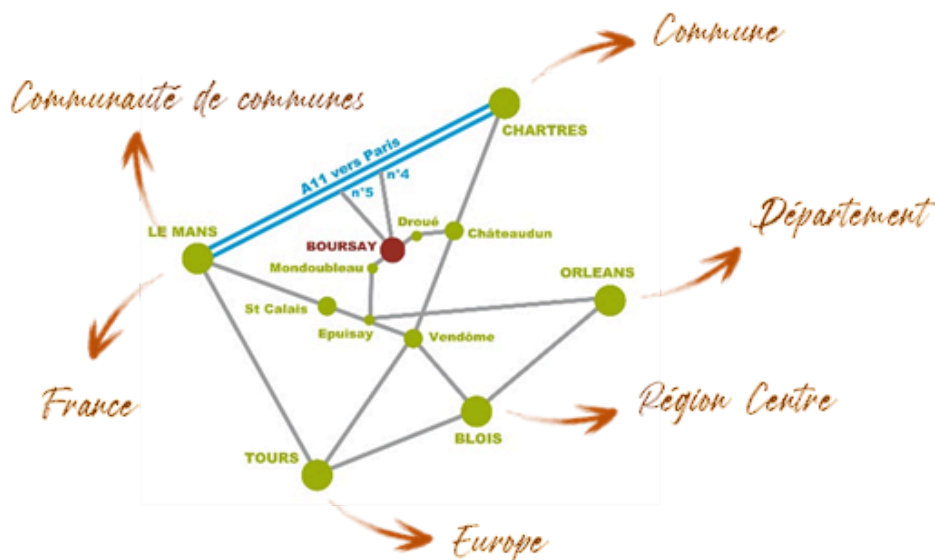 Commune
Communauté de communes
CHARTRES
A11 vers Paris
n°4
n°5
Département
Droué
LE MANS
BOURSAY
Châteaudun
Mondoubleau
ORLEANS
St Calais
Epuisay
Vendôme
France
Région Centre
BLOIS
TOURS
Europe